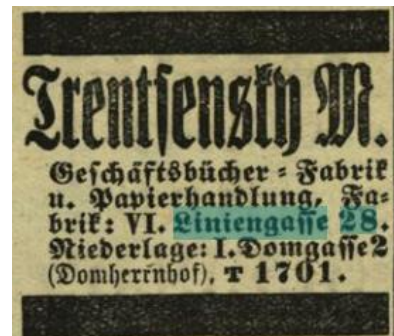 Trentsensky M.
Geschäftsbücher = Fabrik
u. Papierhandlung, Fa=
brik: VI. Liniengasse 28.
Niederlage: I. Domgasse 2
(Domherrnhof), T 1701.